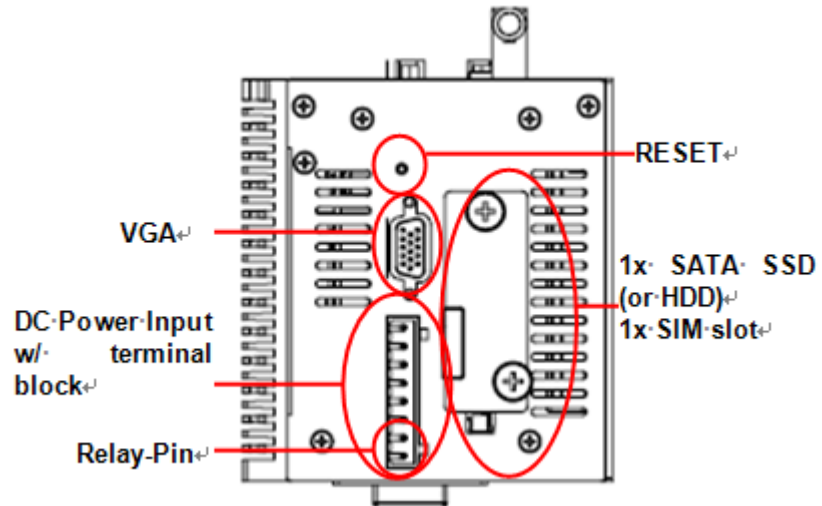 RESET↵
VGA↵
1x· SATA· SSD
(or·HDD)↵
1x·SIM·slot↵
DC·Power·Input
w/· terminal
block↵
Relay-Pin↵